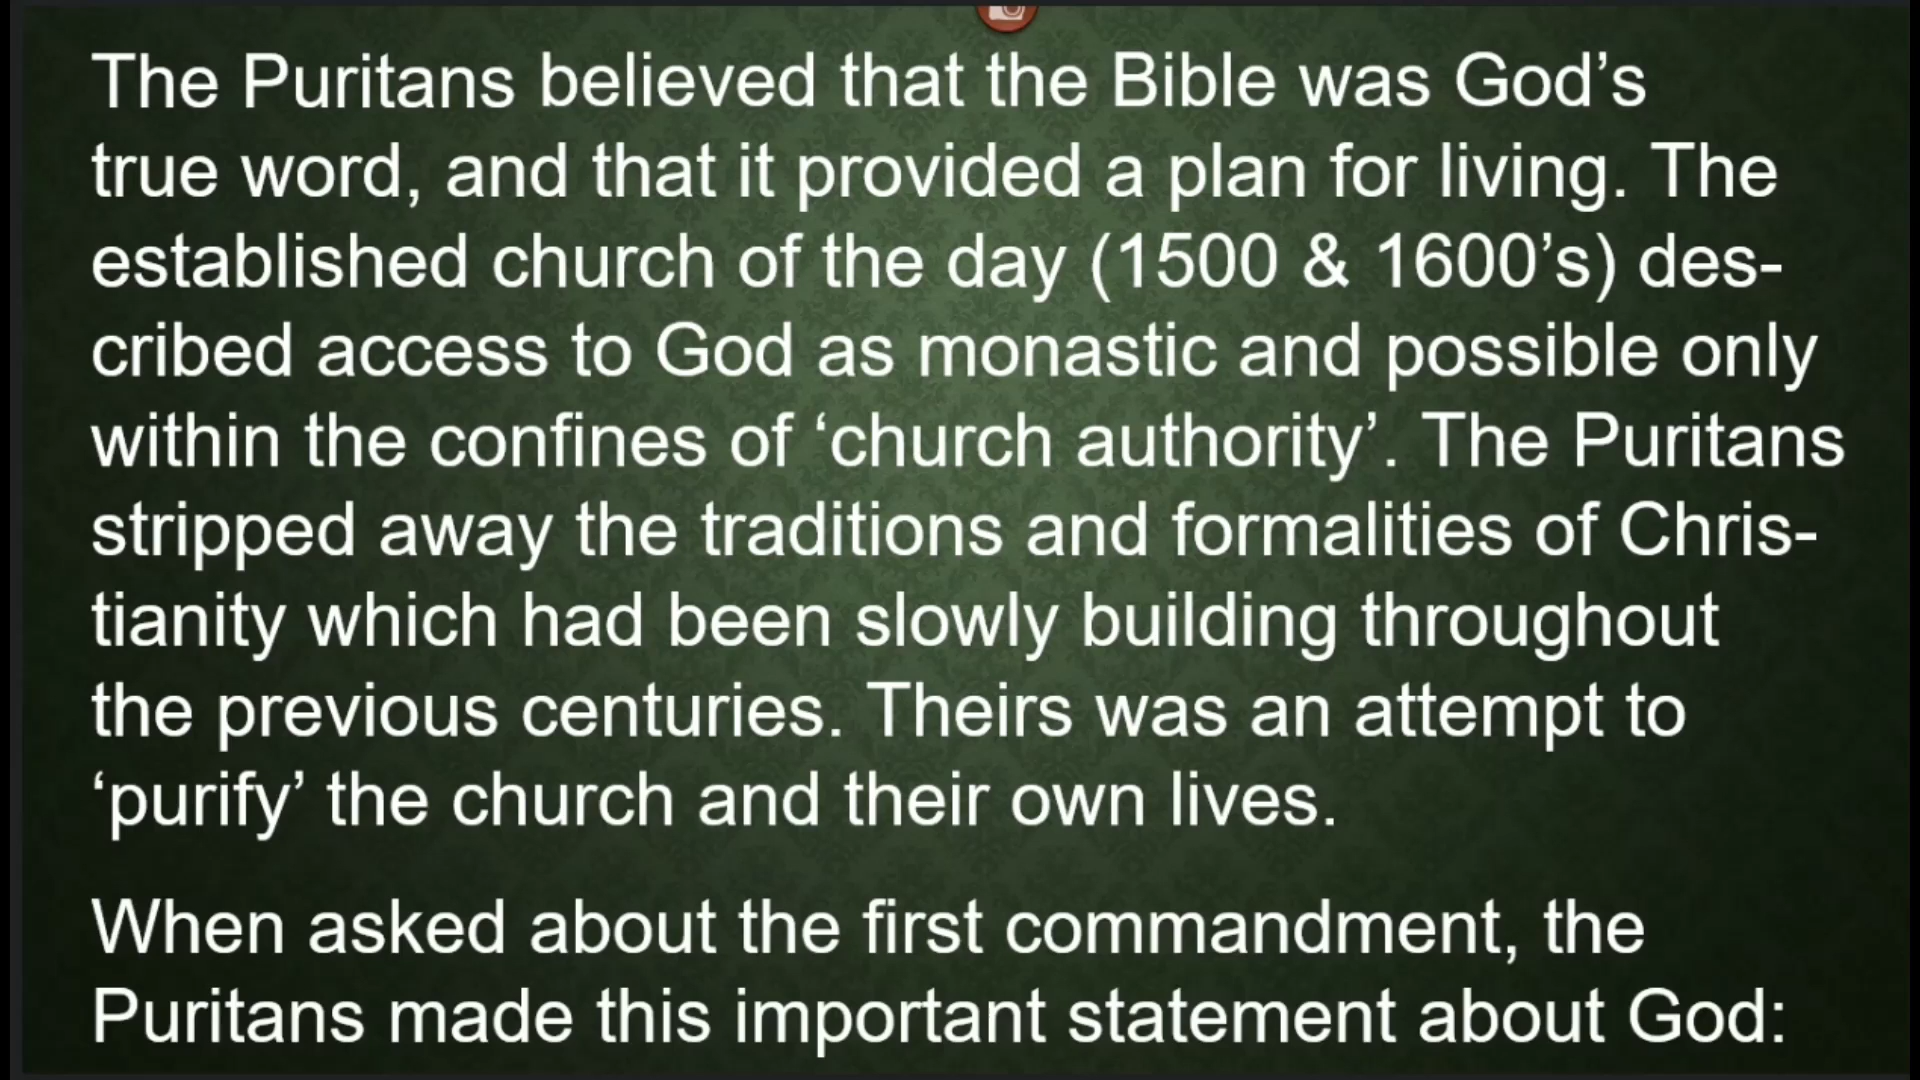 The Puritans believed that the Bible was God’s
true word, and that it provided a plan for living. The
established church of the day (1500 & 1600’s) des-
cribed access to God as monastic and possible only
within the confines of ‘church authority’. The Puritans
stripped away the traditions and formalities of Chris-
tianity which had been slowly building throughout
the previous centuries. Theirs was an attempt to
‘purify’ the church and their own lives.
When asked about the first commandment, the
Puritans made this important statement about God: